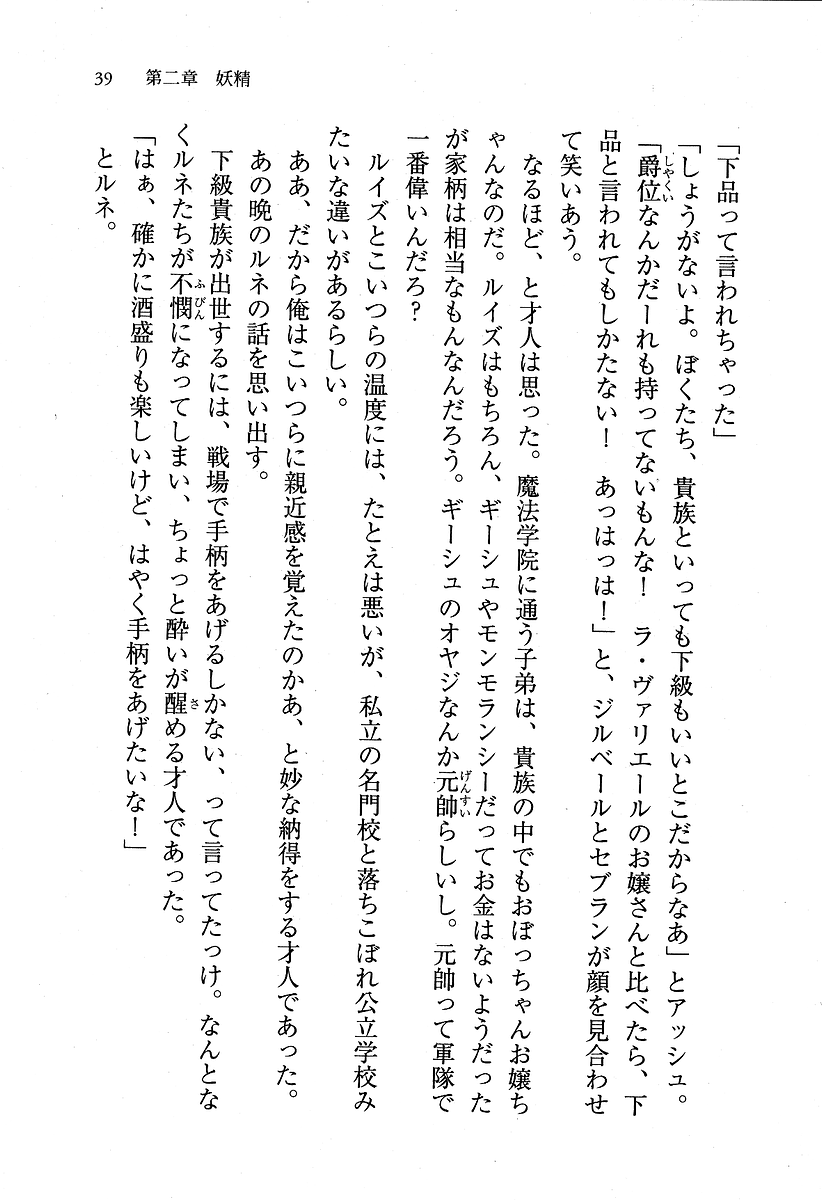 39　第二章　妖精
「下品って言われちゃった」
「しょうがないよ。ぼくたち、貴族といっても下級もいいとこだからなあ」とアッシュ。
「爵位なんかだーれも持ってないもんな！　ラ・ヴァリエールのお嬢さんと比べたら、下
品と言われてもしかたない！　あっはっは！」と、ジルベールとセブランが顔を見合わせ
て笑いあう。
　なるほど、と才人は思った。魔法学院に通う子弟は、貴族の中でもおぼっちゃんお嬢ち
ゃんなのだ。ルイズはもちろん、ギーシュやモンモランシーだってお金はないようだった
が家柄は相当なもんなんだろう。ギーシュのオヤジなんか元帥らしいし。元帥って軍隊で
一番偉いんだろ？
　ルイズとこいつらの温度には、たとえは悪いが、私立の名門校と落ちこぼれ公立学校み
たいな違いがあるらしい。
　ああ、だから俺はこいつらに親近感を覚えたのかあ、と妙な納得をする才人であった。
　あの晩のルネの話を思い出す。
　下級貴族が出世するには、戦場で手柄をあげるしかない、って言ってたっけ。なんとな
くルネたちが不憫になってしまい、ちょっと酔いが醒める才人であった。
「はぁ、確かに酒盛りも楽しいけど、はやく手柄をあげたいな！」
　とルネ。